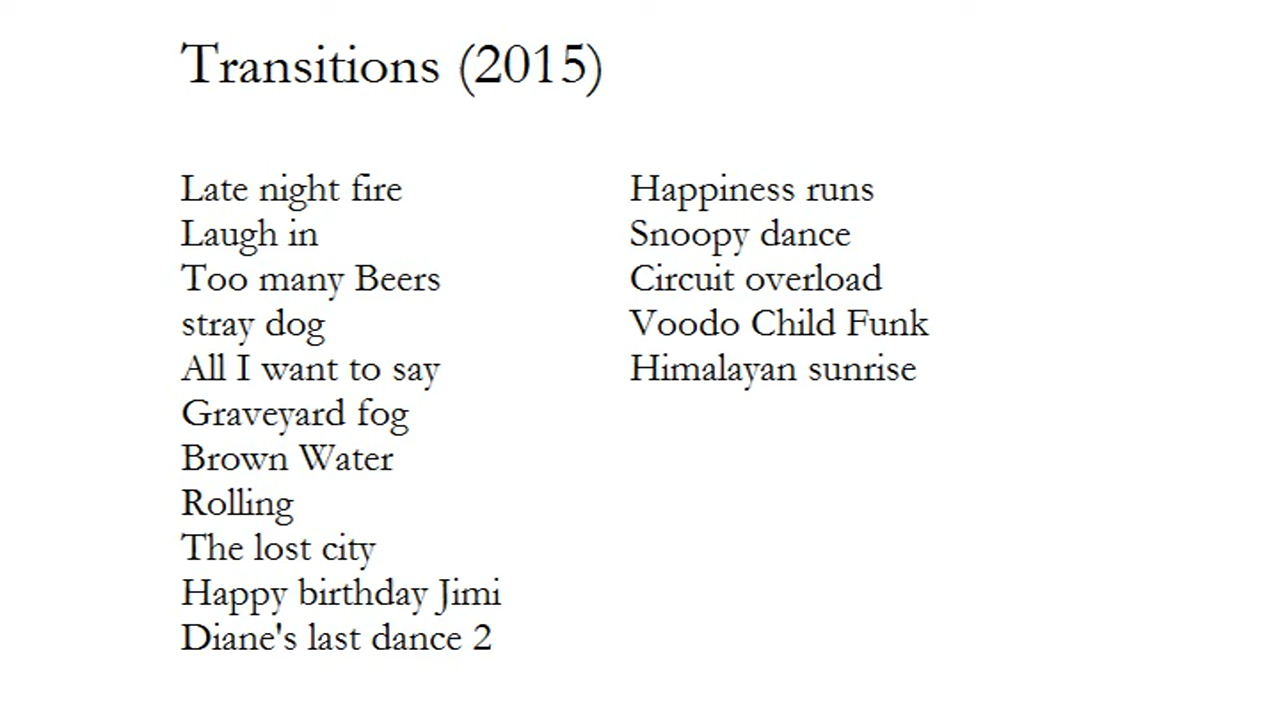 Transitions (2015)
Late night fire
Laugh in
Too many Beers
stray dog
All I want to say
Graveyard fog
Brown Water
Rolling
The lost city
Happy birthday Jimi
Diane's last dance 2
Happiness runs
Snoopy dance
Circuit overload
Voodo Child Funk
Himalayan sunrise